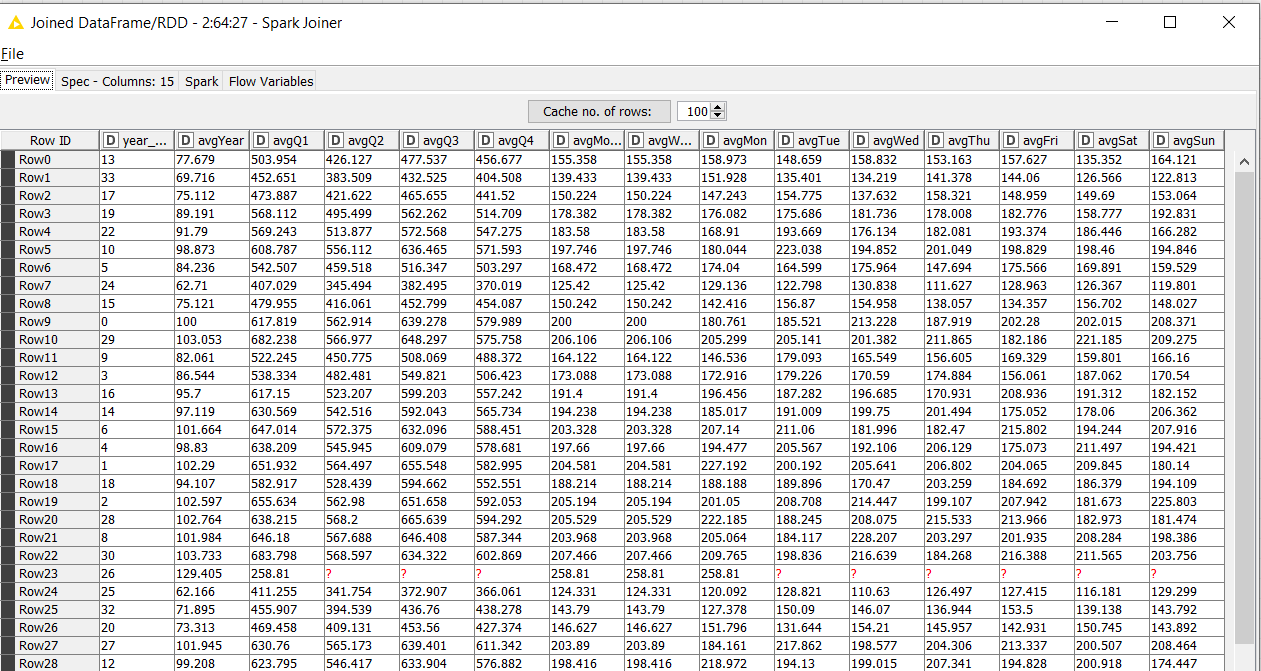 Joined DataFrame/RDD - 2:64:27 - Spark Joiner
File
Preview Spec - Columns: 15 Spark Flow Variables
Cache no. of rows: 100
Row ID D year_... D avgYear D avgQ1 D avgQ2 D avgQ3 D avgQ4 D avgMo... D avgW... D avgMon D avgTue D avgWed D avgThu D avgFri D avgSat D avgSun
Row0 13 77.679 503.954 426.127 477.537 456.677 155.358 155.358 158.973 148.659 158.832 153.163 157.627 135.352 164.121
Row1 33 69.716 452.651 383.509 432.525 404.508 139.433 139.433 151.928 135.401 134.219 141.378 144.06 126.566 122.813
Row2 17 75.112 473.887 421.622 465.655 441.52 150.224 150.224 147.243 154.775 137.632 158.321 148.959 149.69 153.064
Row3 19 89.191 568.112 495.499 562.262 514.709 178.382 178.382 176.082 175.686 181.736 178.008 182.776 158.777 192.831
Row4 22 91.79 569.243 513.877 572.568 547.275 183.58 183.58 168.91 193.669 176.134 182.081 193.374 186.446 166.282
Row5 10 98.873 608.787 556.112 636.465 571.593 197.746 197.746 180.044 223.038 194.852 201.049 198.829 198.46 194.846
Row6 5 84.236 542.507 459.518 516.347 503.297 168.472 168.472 174.04 164.599 175.964 147.694 175.566 169.891 159.529
Row7 24 62.71 407.029 345.494 382.495 370.019 125.42 125.42 129.136 122.798 130.838 111.627 128.963 126.367 119.801
Row8 15 75.121 479.955 416.061 452.799 454.087 150.242 150.242 142.416 156.87 154.958 138.057 134.357 156.702 148.027
Row9 0 100 617.819 562.914 639.278 579.989 200 200 180.761 185.521 213.228 187.919 202.28 202.015 208.371
Row10 29 103.053 682.238 566.977 648.297 575.758 206.106 206.106 205.299 205.141 201.382 211.865 182.186 221.185 209.275
Row11 9 82.061 522.245 450.775 508.069 488.372 164.122 164.122 146.536 179.093 165.549 156.605 169.329 159.801 166.16
Row12 3 86.544 538.334 482.481 549.821 506.423 173.088 173.088 172.916 179.226 170.59 174.884 156.061 187.062 170.54
Row13 16 95.7 617.15 523.207 599.203 557.242 191.4 191.4 196.456 187.282 196.685 170.931 208.936 191.312 182.152
Row14 14 97.119 630.569 542.516 592.043 565.734 194.238 194.238 185.017 191.009 199.75 201.494 175.052 178.06 206.362
Row15 6 101.664 647.014 572.375 632.096 588.451 203.328 203.328 207.14 211.06 181.996 182.47 215.802 194.244 207.916
Row16 4 98.83 638.209 545.945 609.079 578.681 197.66 197.66 194.477 205.567 192.106 206.129 175.073 211.497 194.421
Row17 1 102.29 651.932 564.497 655.548 582.995 204.581 204.581 227.192 200.192 205.641 206.802 204.065 209.845 180.14
Row18 18 94.107 582.917 528.439 594.662 552.551 188.214 188.214 188.188 189.896 170.47 203.259 184.692 186.379 194.109
Row19 2 102.597 655.634 562.98 651.658 592.053 205.194 205.194 201.05 208.708 214.447 199.107 207.942 181.673 225.803
Row20 28 102.764 638.215 568.2 665.639 594.292 205.529 205.529 222.185 188.245 208.075 215.533 213.966 182.973 181.474
Row21 8 101.984 646.18 567.688 646.408 587.344 203.968 203.968 205.064 184.117 228.207 203.297 201.935 208.284 198.386
Row22 30 103.733 683.798 568.597 634.322 602.869 207.466 207.466 209.765 198.836 216.639 184.268 216.388 211.565 203.756
Row23 26 129.405 258.81 ? ? ? 258.81 258.81 258.81 ? ? ? ? ? ?
Row24 25 62.166 411.255 341.754 372.907 366.061 124.331 124.331 120.092 128.821 110.63 126.497 127.415 116.181 129.299
Row25 32 71.895 455.907 394.539 436.76 438.278 143.79 143.79 127.378 150.09 146.07 136.944 153.5 139.138 143.792
Row26 20 73.313 469.458 409.131 453.56 427.374 146.627 146.627 151.796 131.644 154.21 145.957 142.931 150.745 143.892
Row27 27 101.945 630.76 565.173 639.401 611.342 203.89 203.89 184.161 217.862 198.577 204.306 213.337 200.507 208.464
Row28 12 99.208 623.795 546.417 633.904 576.882 198.416 198.416 218.972 194.13 199.015 207.341 194.828 200.918 174.447